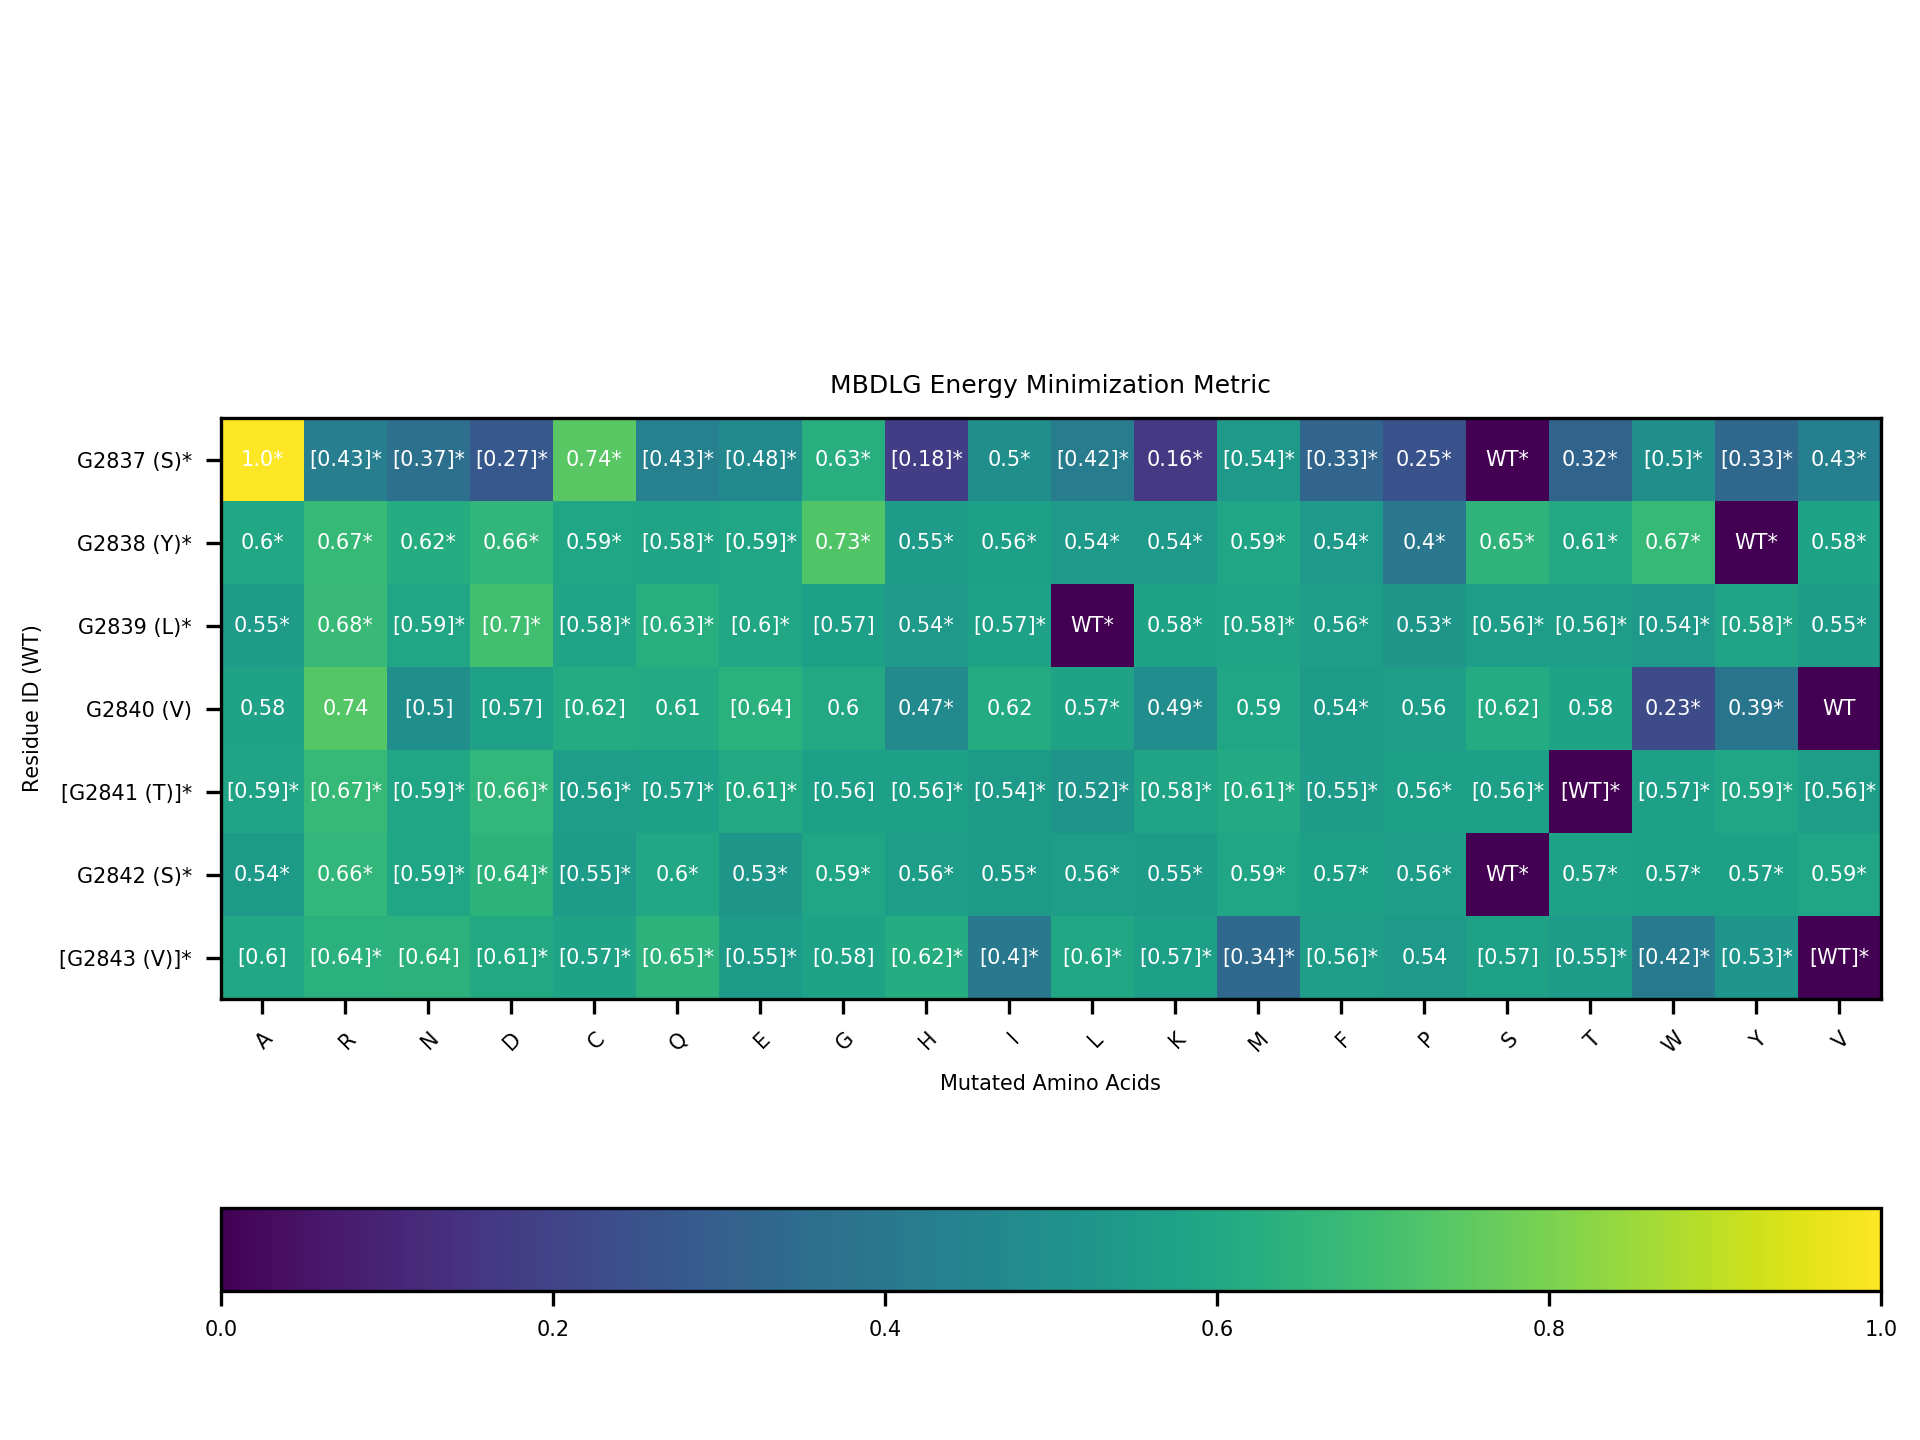 MBDLG Energy Minimization Metric
Residue ID (WT)
G2837 (S)* 1.0* [0.43]* [0.37]* [0.27]* 0.74* [0.43]* [0.48]* 0.63* [0.18]* 0.5* [0.42]* 0.16* [0.54]* [0.33]* 0.25* WT* 0.32* [0.5]* [0.33]* 0.43*
G2838 (Y)* 0.6* 0.67* 0.62* 0.66* 0.59* [0.58]* [0.59]* 0.73* 0.55* 0.56* 0.54* 0.54* 0.59* 0.54* 0.4* 0.65* 0.61* 0.67* WT* 0.58*
G2839 (L)* 0.55* 0.68* [0.59]* [0.7]* [0.58]* [0.63]* [0.6]* [0.57] 0.54* [0.57]* WT* 0.58* [0.58]* 0.56* 0.53* [0.56]* [0.56]* [0.54]* [0.58]* 0.55*
G2840 (V) 0.58 0.74 [0.5] [0.57] [0.62] 0.61 [0.64] 0.6 0.47* 0.62 0.57* 0.49* 0.59 0.54* 0.56 [0.62] 0.58 0.23* 0.39* WT
[G2841 (T)]* [0.59]* [0.67]* [0.59]* [0.66]* [0.56]* [0.57]* [0.61]* [0.56] [0.56]* [0.54]* [0.52]* [0.58]* [0.61]* [0.55]* 0.56* [0.56]* [WT]* [0.57]* [0.59]* [0.56]*
G2842 (S)* 0.54* 0.66* [0.59]* [0.64]* [0.55]* 0.6* 0.53* 0.59* 0.56* 0.55* 0.56* 0.55* 0.59* 0.57* 0.56* WT* 0.57* 0.57* 0.57* 0.59*
[G2843 (V)]* [0.6] [0.64]* [0.64] [0.61]* [0.57]* [0.65]* [0.55]* [0.58] [0.62]* [0.4]* [0.6]* [0.57]* [0.34]* [0.56]* 0.54 [0.57] [0.55]* [0.42]* [0.53]* [WT]*
A R N D C Q E G H I L K M F P S T W Y V
Mutated Amino Acids
0.0 0.2 0.4 0.6 0.8 1.0